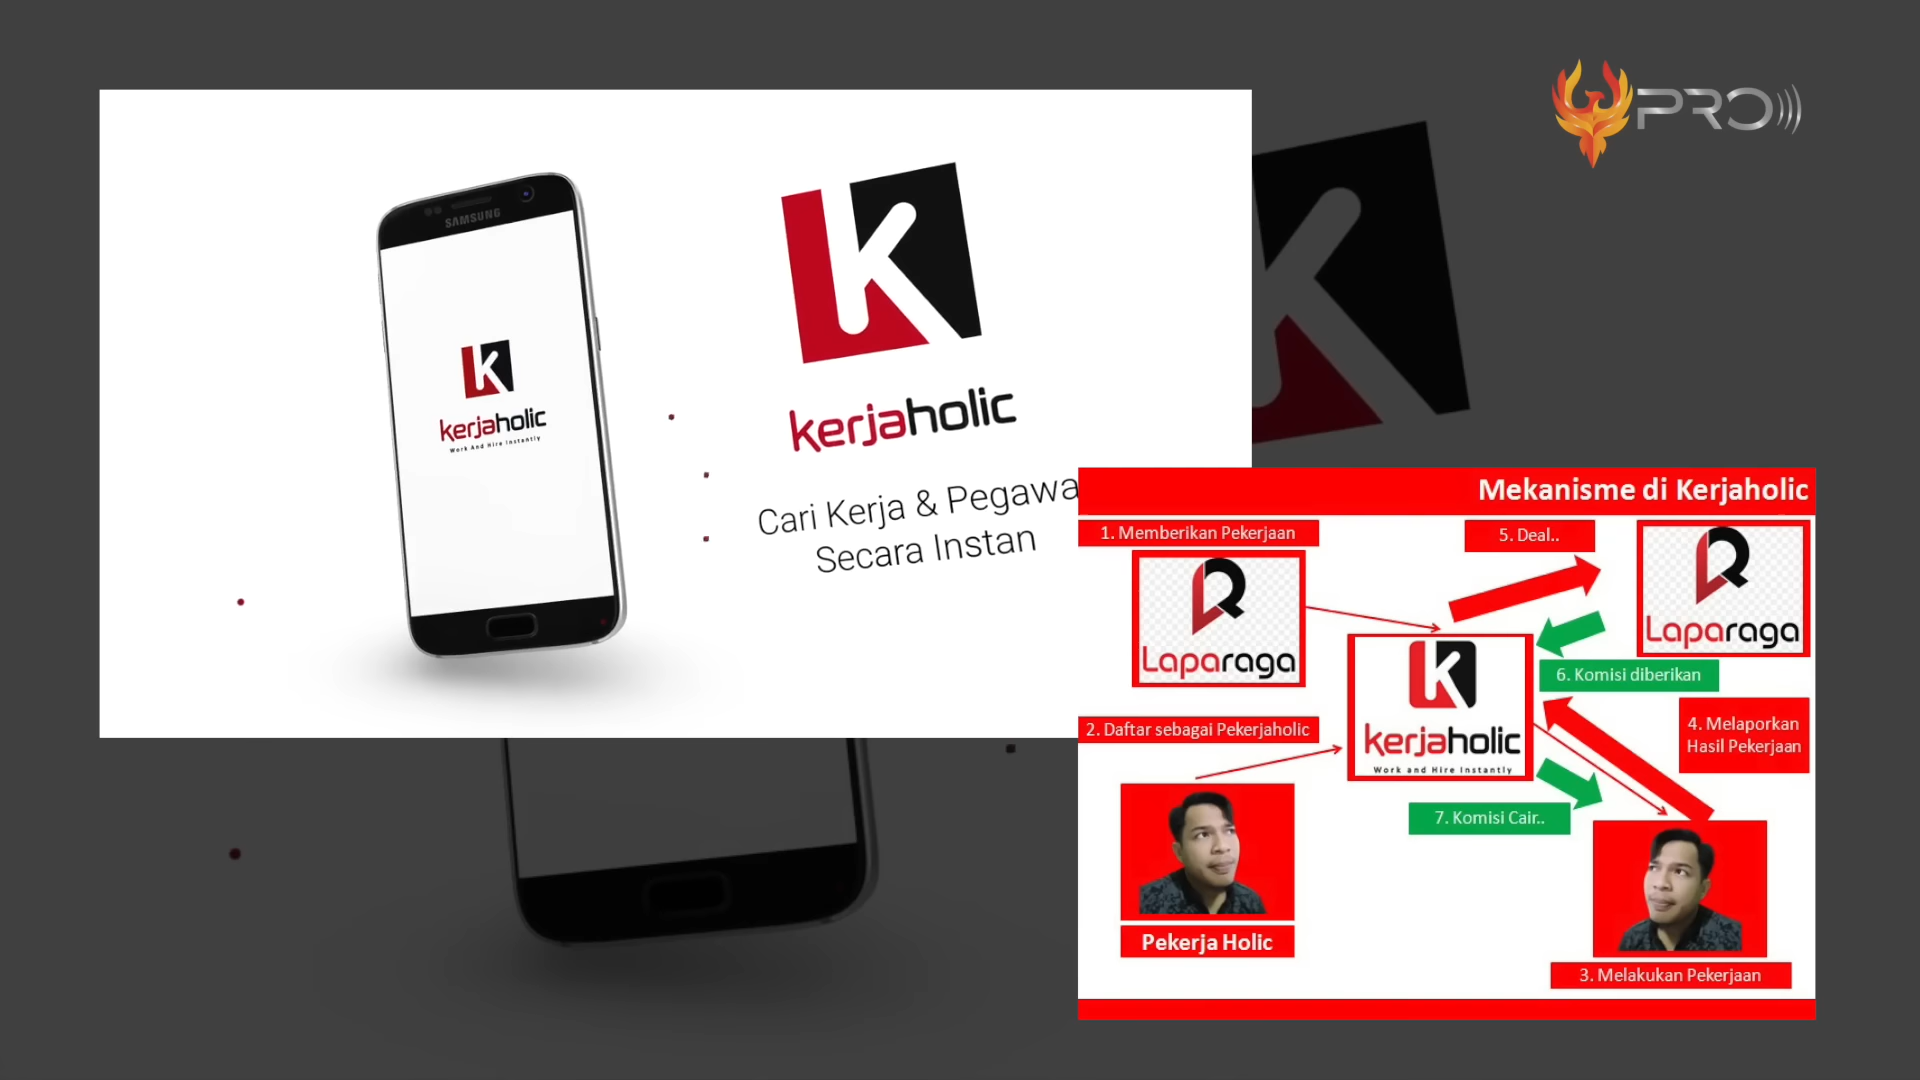 PRO
SAMSUNG
kerjaholic
Work And Hire Instantly
K
kerjaholic
Cari Kerja & Pegawa
Secara Instan
Mekanisme di Kerjaholic
1. Memberikan Pekerjaan
Laparaga
5. Deal..
Laparaga
6. Komisi diberikan
K
kerjaholic
Work and Hire Instantly
2. Daftar sebagai Pekerjaholic
4. Melaporkan
Hasil Pekerjaan
7. Komisi Cair..
Pekerja Holic
3. Melakukan Pekerjaan